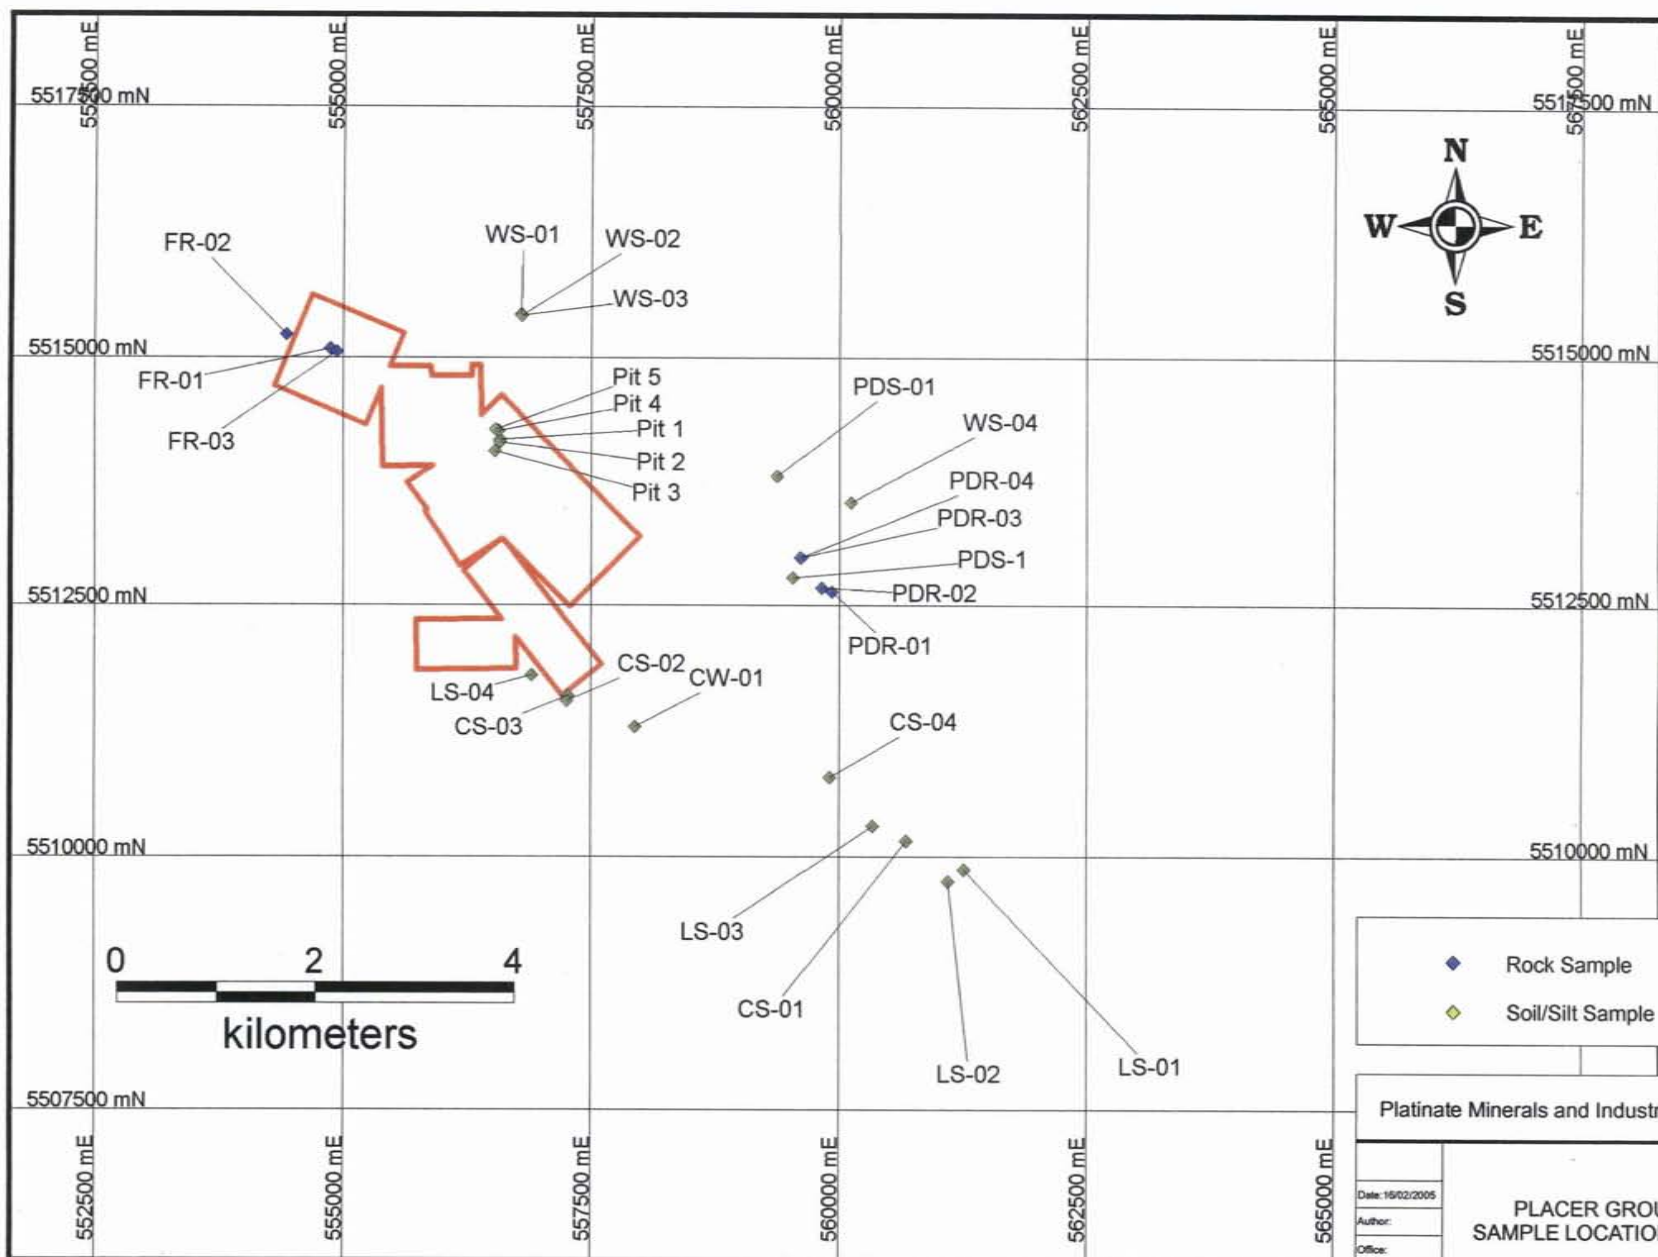 552500 mE
555000 mE
557500 mE
560000 mE
562500 mE
565000 mE
567500 mE
5517500 mN
5517500 mN
N
W
E
S
FR-02
WS-01
WS-02
WS-03
5515000 mN
5515000 mN
FR-01
FR-03
Pit 5
Pit 4
Pit 1
Pit 2
Pit 3
PDS-01
WS-04
PDR-04
PDR-03
PDS-1
PDR-02
PDR-01
5512500 mN
5512500 mN
CS-02
CW-01
LS-04
CS-03
CS-04
5510000 mN
5510000 mN
LS-03
CS-01
LS-02
LS-01
0 2 4
kilometers
Rock Sample
Soil/Silt Sample
5507500 mN
Platinate Minerals and Industr
552500 mE
555000 mE
557500 mE
560000 mE
562500 mE
565000 mE
Date: 16/02/2005
Author:
Office:
PLACER GROU
SAMPLE LOCATION